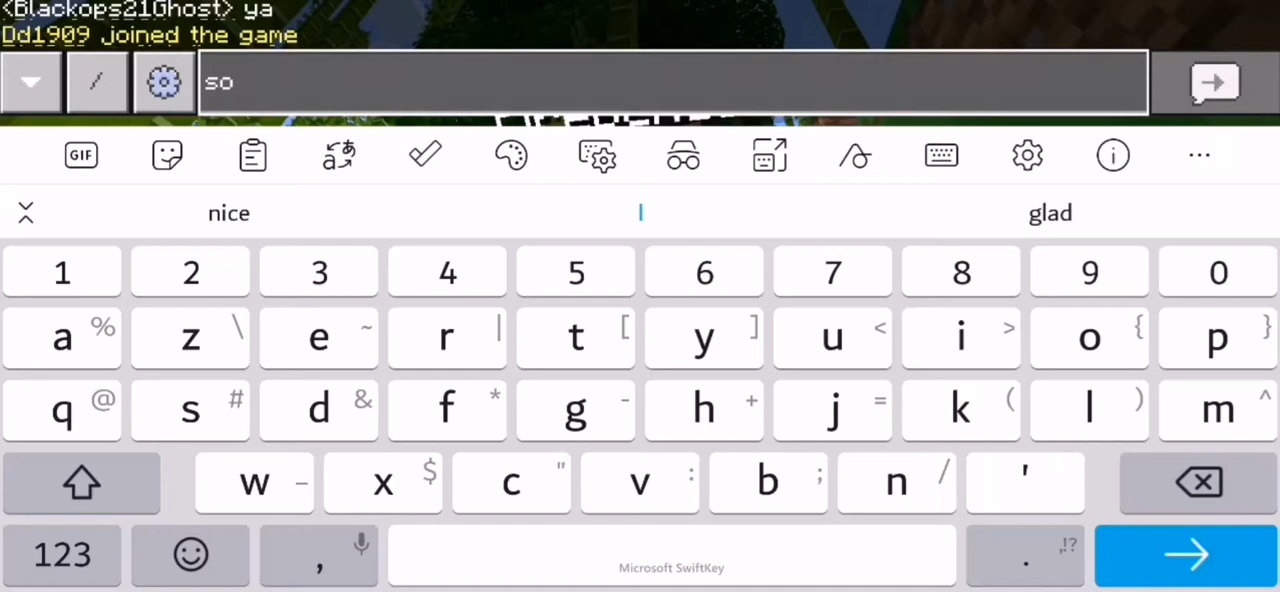 <Blackops21Ghost> ya
Dd1909 joined the game
/ so
GIF
nice I glad
1 2 3 4 5 6 7 8 9 0
a % z \ e ~ r | t [ y ] u < i > o { p }
q @ s # d & f * g - h + j = k ( l ) m ^
w _ x $ c " v : b ; n / '
123 , Microsoft SwiftKey . ,!?